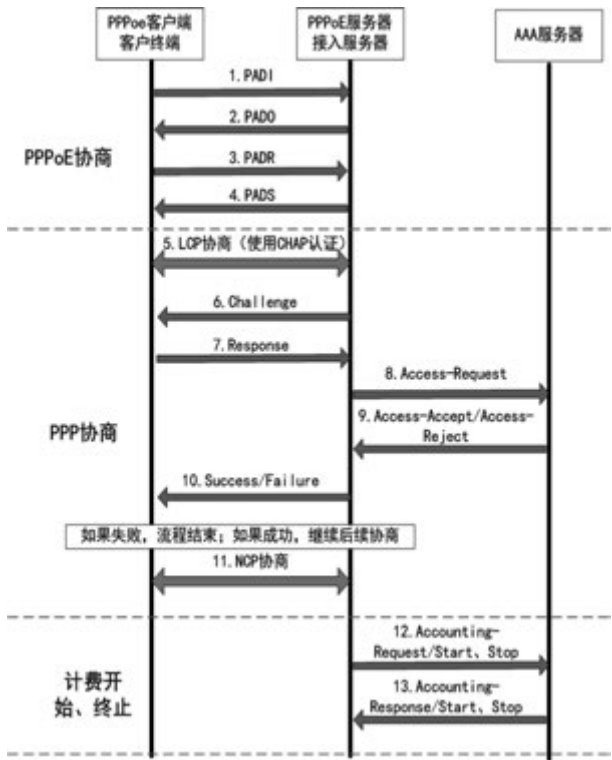 PPPoe客户端
客户终端
PPPoE服务器
接入服务器
AAA服务器
1.PADI
2.PADO
PPPoE协商
3.PADR
4.PADS
5.LCP协商（使用CHAP认证）
6.Challenge
7.Response
8.Access-Request
9.Access-Accept/Access-
Reject
PPP协商
10.Success/Failure
如果失败，流程结束；如果成功，继续后续协商
11.NCP协商
12.Accounting-
Request/Start、Stop
计费开
始、终止
13.Accounting-
Response/Start、Stop